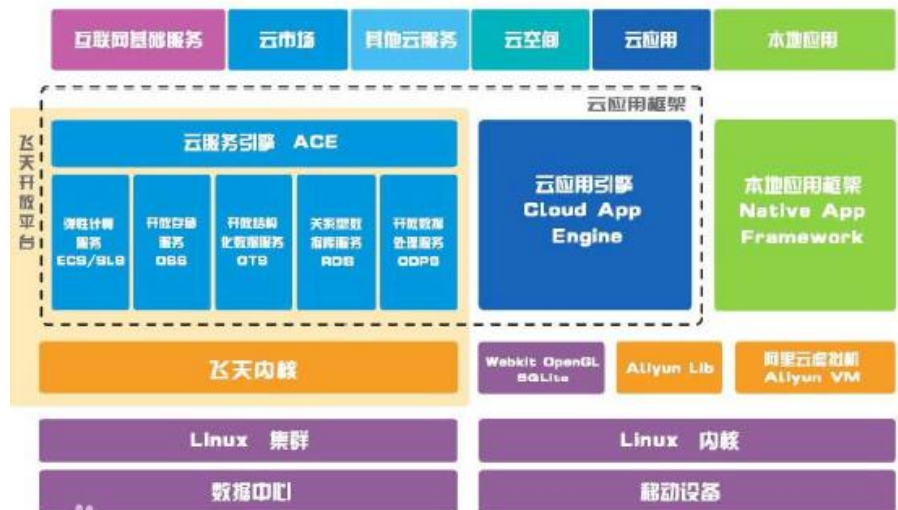 互联网基础服务
云市场
其他云服务
云空间
云应用
本地应用
云应用框架
飞天开放平台
云服务引擎 ACE
弹性计算
服务
ECS/SLB
开放存储
服务
OSS
开放结构
化数据服务
OTS
关系型数
据库服务
RDS
开放数据
处理服务
ODPS
云应用引擎
Cloud App
Engine
本地应用框架
Native App
Framework
飞天内核
Webkit OpenGL
SQLite
Aliyun Lib
阿里云虚拟机
Aliyun VM
Linux 集群
Linux 内核
数据中心
移动设备